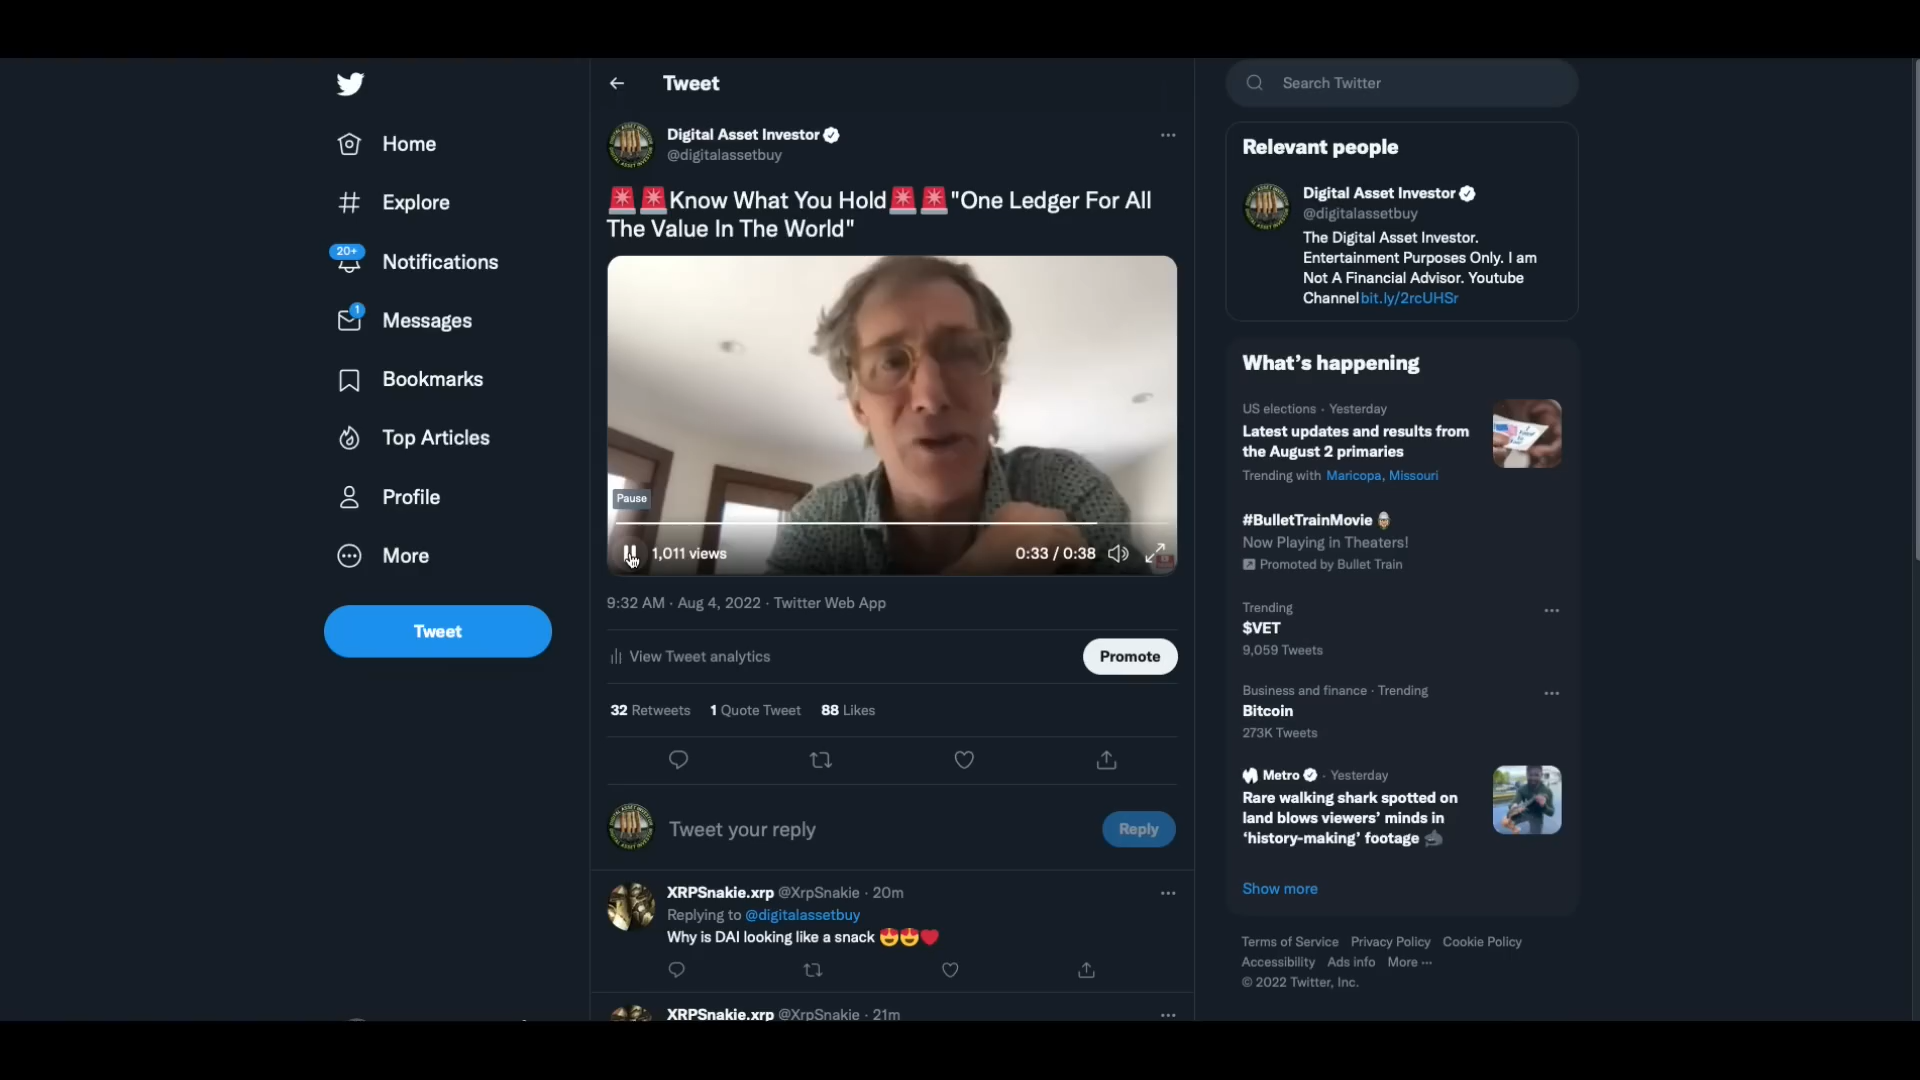 Home
Explore
20+
Notifications
1
Messages
Bookmarks
Top Articles
Profile
More
Tweet
Tweet
Digital Asset Investor
@digitalassetbuy
🚨🚨Know What You Hold🚨🚨"One Ledger For All
The Value In The World"
Pause
1,011 views
0:33 / 0:38
9:32 AM · Aug 4, 2022 · Twitter Web App
View Tweet analytics
Promote
32 Retweets 1 Quote Tweet 88 Likes
Tweet your reply
Reply
XRPSnakie.xrp @XrpSnakie · 20m
Replying to @digitalassetbuy
Why is DAI looking like a snack 😍😍❤️
XRPSnakie.xrp @XrpSnakie · 21m
Search Twitter
Relevant people
Digital Asset Investor
@digitalassetbuy
The Digital Asset Investor.
Entertainment Purposes Only. I am
Not A Financial Advisor. Youtube
Channel bit.ly/2rcUHSr
What's happening
US elections · Yesterday
Latest updates and results from
the August 2 primaries
Trending with Maricopa, Missouri
#BulletTrainMovie
Now Playing in Theaters!
Promoted by Bullet Train
Trending
$VET
9,059 Tweets
Business and finance · Trending
Bitcoin
273K Tweets
Metro · Yesterday
Rare walking shark spotted on
land blows viewers' minds in
'history-making' footage 🦈
Show more
Terms of Service Privacy Policy Cookie Policy
Accessibility Ads info More ···
© 2022 Twitter, Inc.